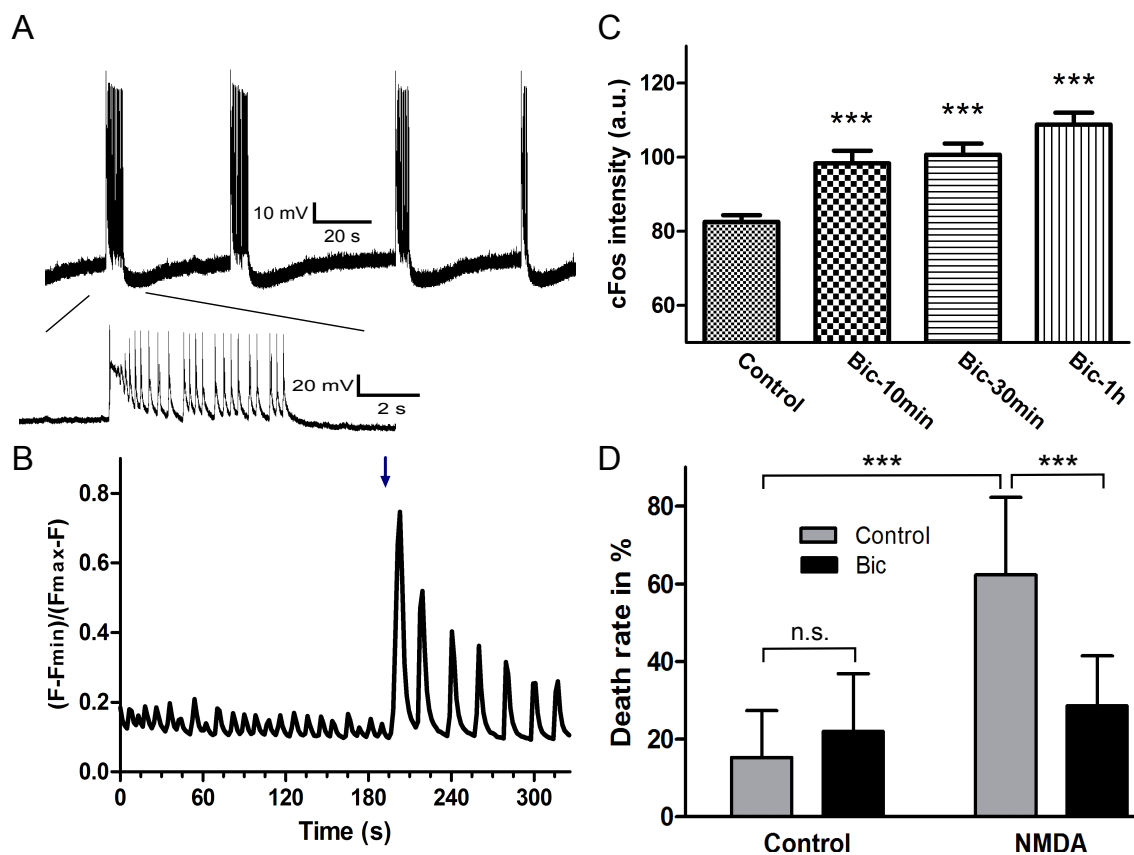 A
10 mV
20 s
20 mV
2 s
B
(F-Fmin)/(Fmax-F)
0.8
0.6
0.4
0.2
0.0
0 60 120 180 240 300
Time (s)
C
cFos intensity (a.u.)
120
100
80
60
***
***
***
Control
Bic-10min
Bic-30min
Bic-1h
D
Death rate in %
80
60
40
20
0
***
***
Control
Bic
n.s.
Control
NMDA